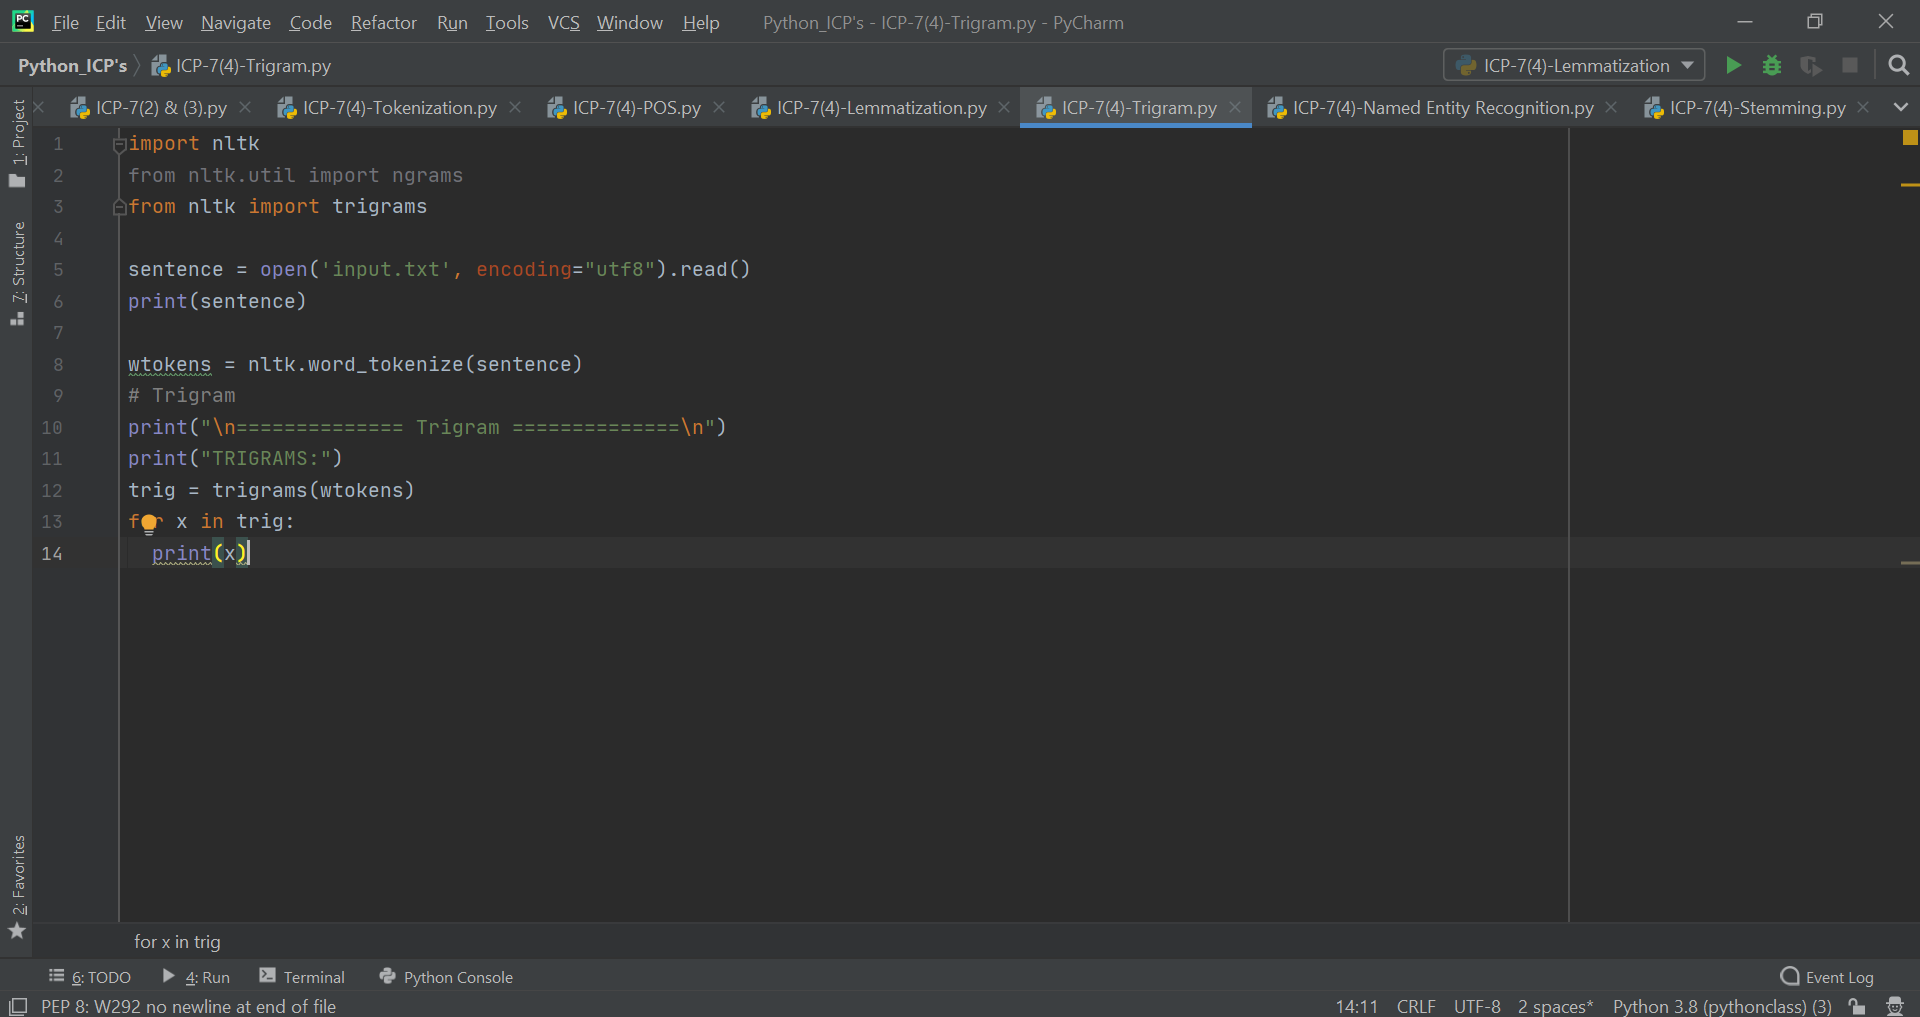 PC File Edit View Navigate Code Refactor Run Tools VCS Window Help Python_ICP's - ICP-7(4)-Trigram.py - PyCharm
Python_ICP's ICP-7(4)-Trigram.py ICP-7(4)-Lemmatization
ICP-7(2) & (3).py ICP-7(4)-Tokenization.py ICP-7(4)-POS.py ICP-7(4)-Lemmatization.py ICP-7(4)-Trigram.py ICP-7(4)-Named Entity Recognition.py ICP-7(4)-Stemming.py
1: Project
7: Structure
2: Favorites
1 import nltk
2 from nltk.util import ngrams
3 from nltk import trigrams
4
5 sentence = open('input.txt', encoding="utf8").read()
6 print(sentence)
7
8 wtokens = nltk.word_tokenize(sentence)
9 # Trigram
10 print("\n============== Trigram ==============\n")
11 print("TRIGRAMS:")
12 trig = trigrams(wtokens)
13 for x in trig:
14 print(x)
for x in trig
6: TODO 4: Run Terminal Python Console Event Log
PEP 8: W292 no newline at end of file 14:11 CRLF UTF-8 2 spaces* Python 3.8 (pythonclass) (3)